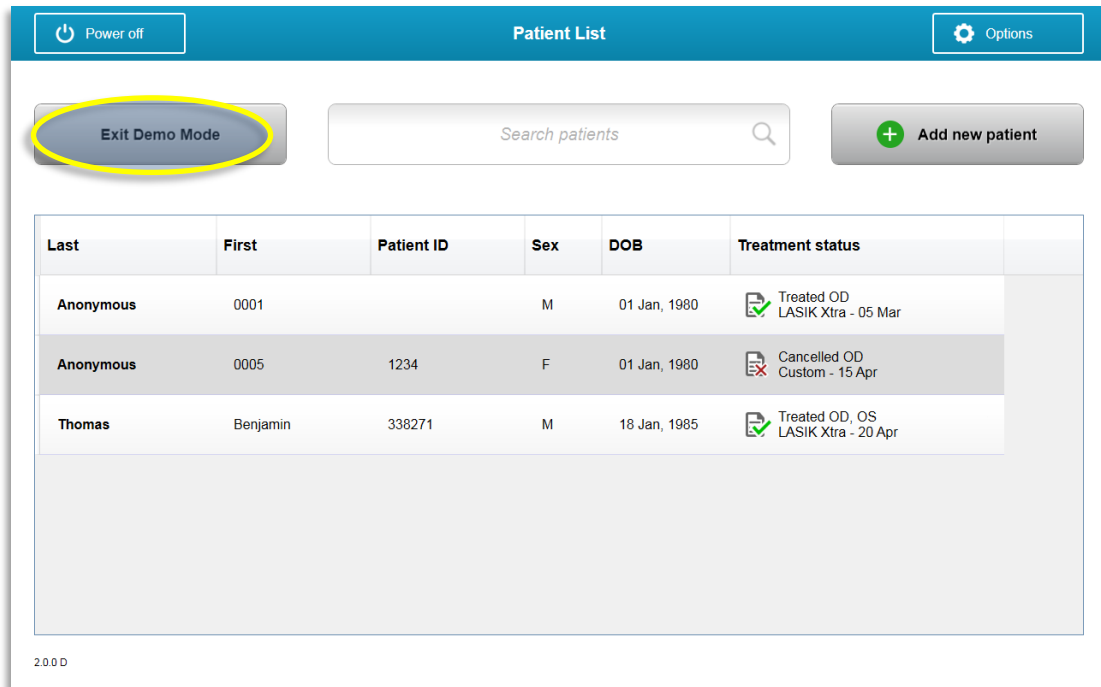 Power off
Patient List
Options
Exit Demo Mode
Search patients
Add new patient
Last First Patient ID Sex DOB Treatment status
Anonymous 0001 M 01 Jan, 1980 Treated OD
LASIK Xtra - 05 Mar
Anonymous 0005 1234 F 01 Jan, 1980 Cancelled OD
Custom - 15 Apr
Thomas Benjamin 338271 M 18 Jan, 1985 Treated OD, OS
LASIK Xtra - 20 Apr
2.0.0 D